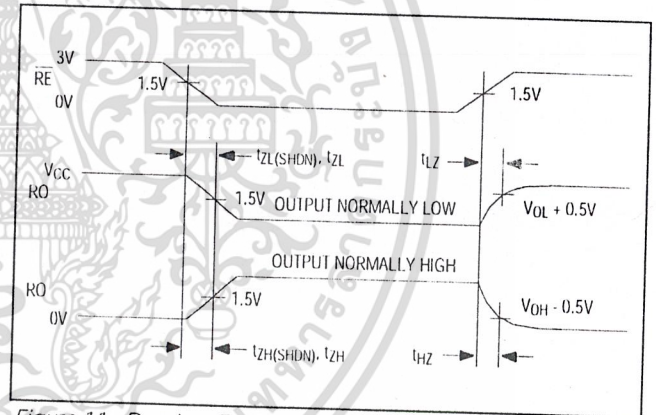 3V
RE
1.5V
1.5V
0V
tZL(SHDN), tZL
tLZ
VCC
RO
1.5V
OUTPUT NORMALLY LOW
VOL + 0.5V
OUTPUT NORMALLY HIGH
RO
1.5V
VOH - 0.5V
0V
tZH(SHDN), tZH
tHZ